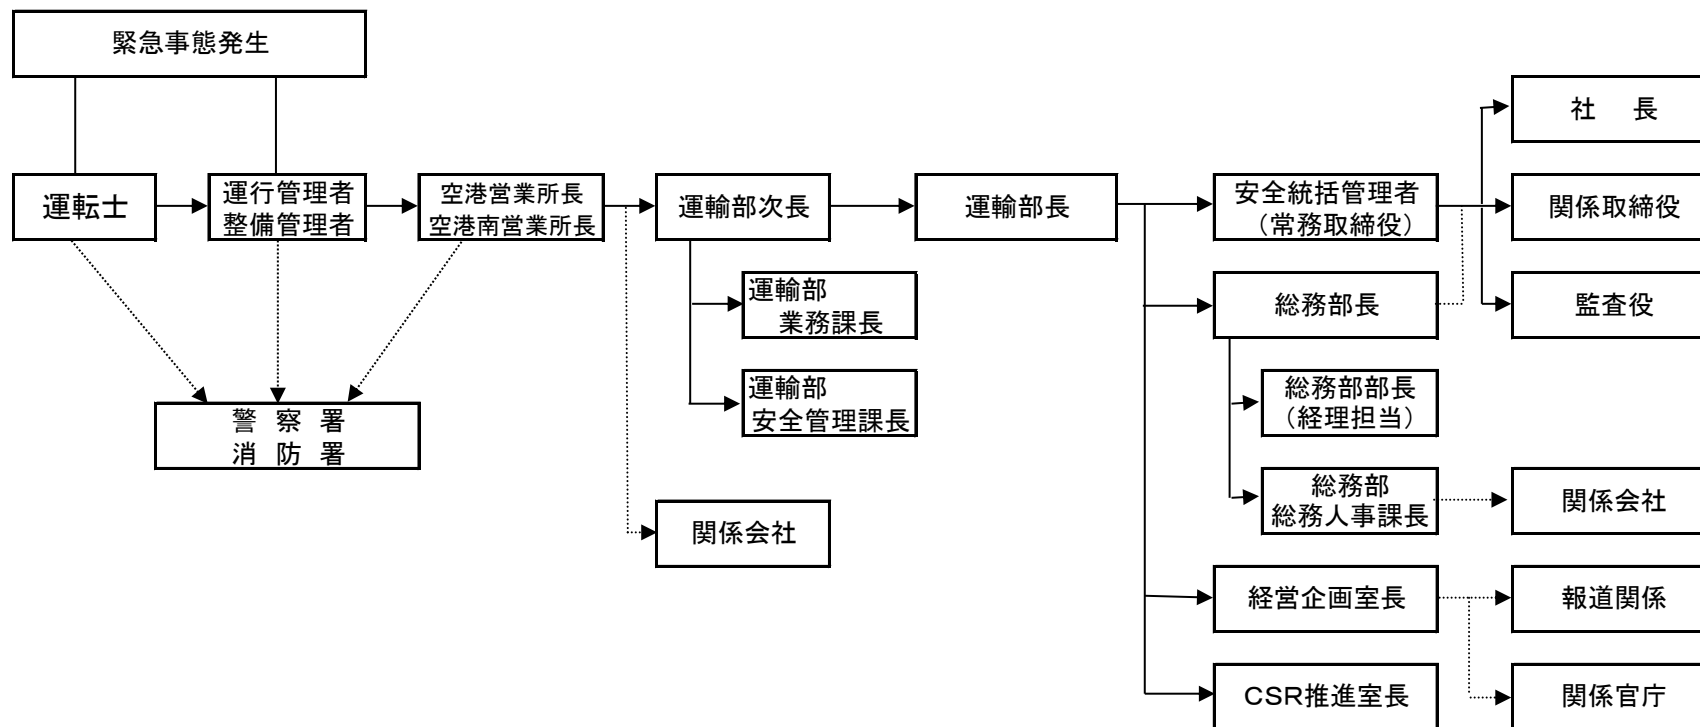 緊急事態発生
社　長
運転士
運行管理者
整備管理者
空港営業所長
空港南営業所長
運輸部次長
運輸部長
安全統括管理者
（常務取締役）
関係取締役
運輸部
業務課長
総務部長
監査役
運輸部
安全管理課長
総務部部長
（経理担当）
警 察 署
消 防 署
関係会社
総務部
総務人事課長
関係会社
経営企画室長
報道関係
CSR推進室長
関係官庁